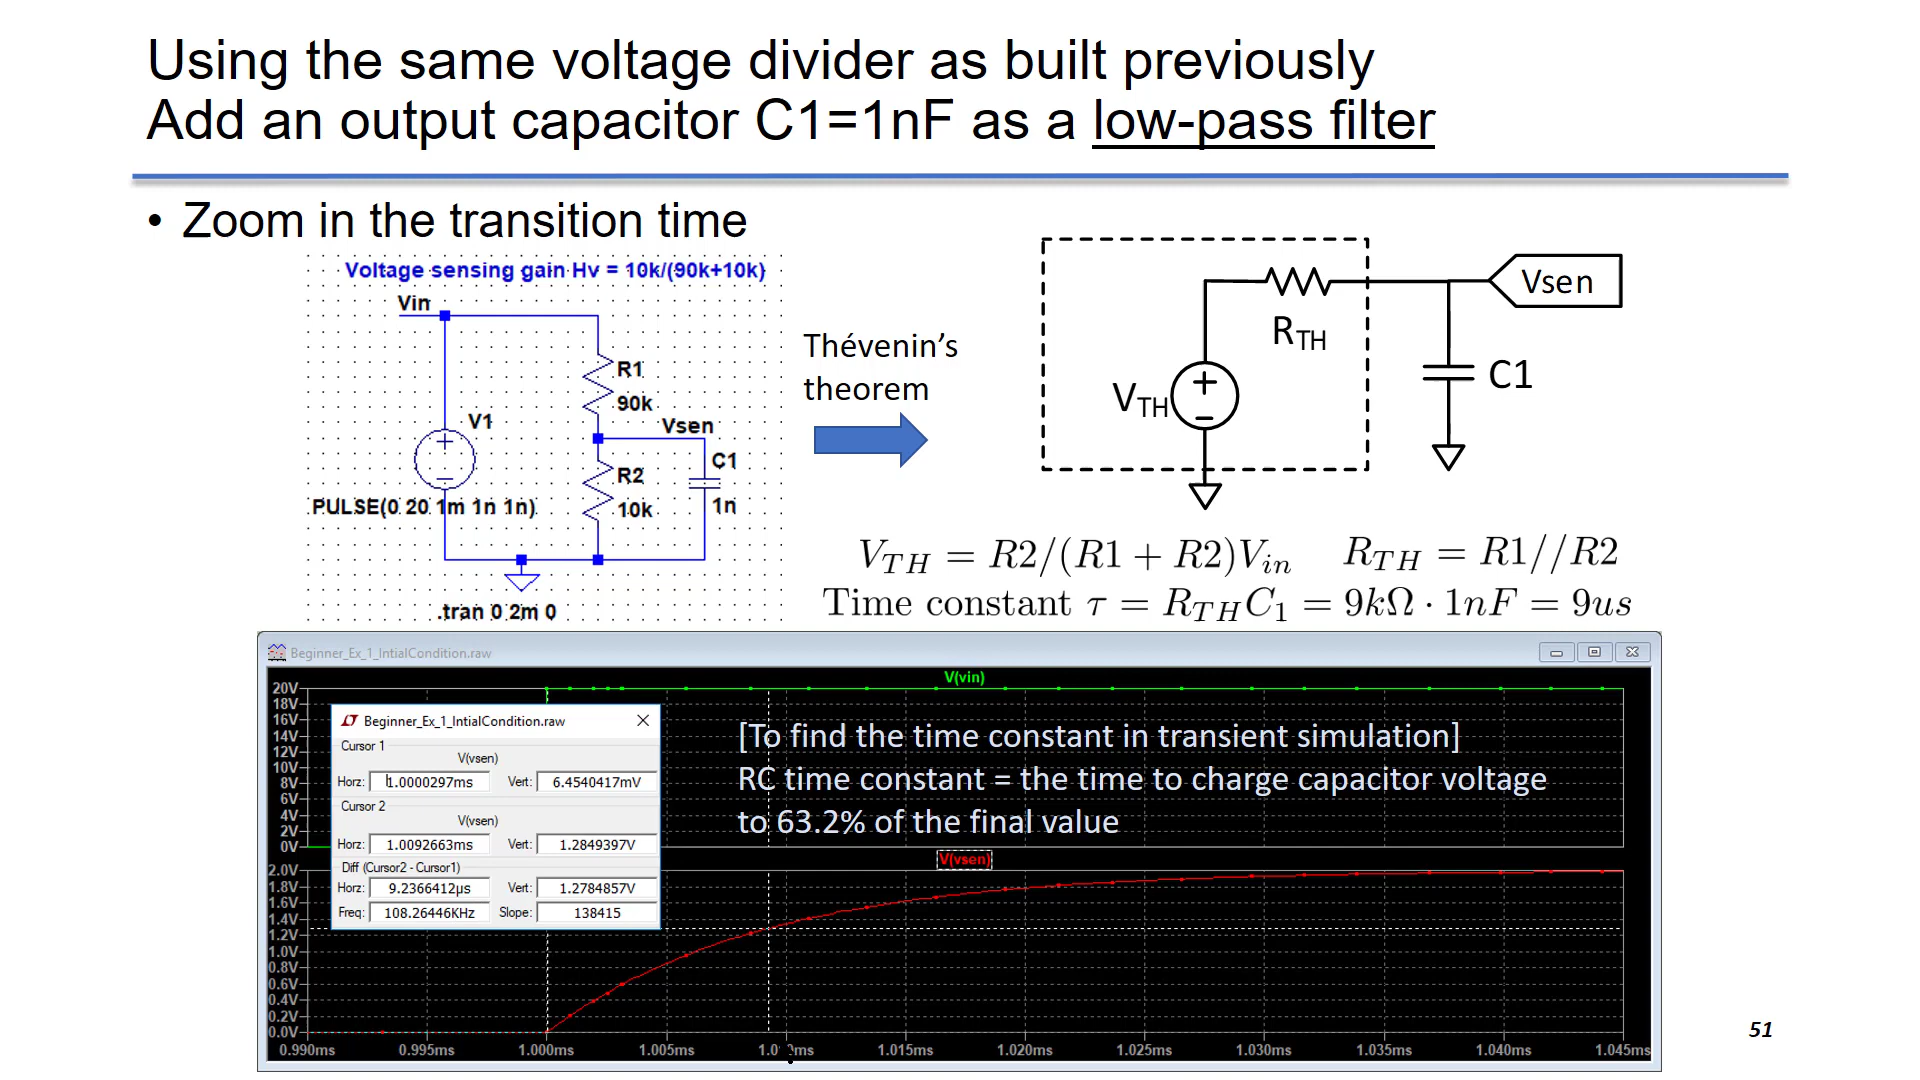 Using the same voltage divider as built previously
Add an output capacitor C1=1nF as a low-pass filter
• Zoom in the transition time
Voltage sensing gain Hv = 10k/(90k+10k)
Vin
R1
90k
V1
Vsen
R2
10k
C1
1n
PULSE(0 20 1m 1n 1n)
.tran 0 2m 0
Thévenin's
theorem
Vsen
RTH
VTH
C1
VTH = R2/(R1 + R2)Vin
RTH = R1//R2
Time constant τ = RTHC1 = 9kΩ · 1nF = 9us
Beginner_Ex_1_IntialCondition.raw
V(vin)
20V
18V
16V
14V
12V
10V
8V
6V
4V
2V
0V
Beginner_Ex_1_IntialCondition.raw
Cursor 1
V(vsen)
Horz: 1.0000297ms Vert: 6.4540417mV
Cursor 2
V(vsen)
Horz: 1.0092663ms Vert: 1.2849397V
Diff (Cursor2 - Cursor1)
Horz: 9.2366412µs Vert: 1.2784857V
Freq: 108.26446KHz Slope: 138415
[To find the time constant in transient simulation]
RC time constant = the time to charge capacitor voltage
to 63.2% of the final value
V(vsen)
2.0V
1.8V
1.6V
1.4V
1.2V
1.0V
0.8V
0.6V
0.4V
0.2V
0.0V
0.990ms 0.995ms 1.000ms 1.005ms 1.015ms 1.020ms 1.025ms 1.030ms 1.035ms 1.040ms 1.045ms
51